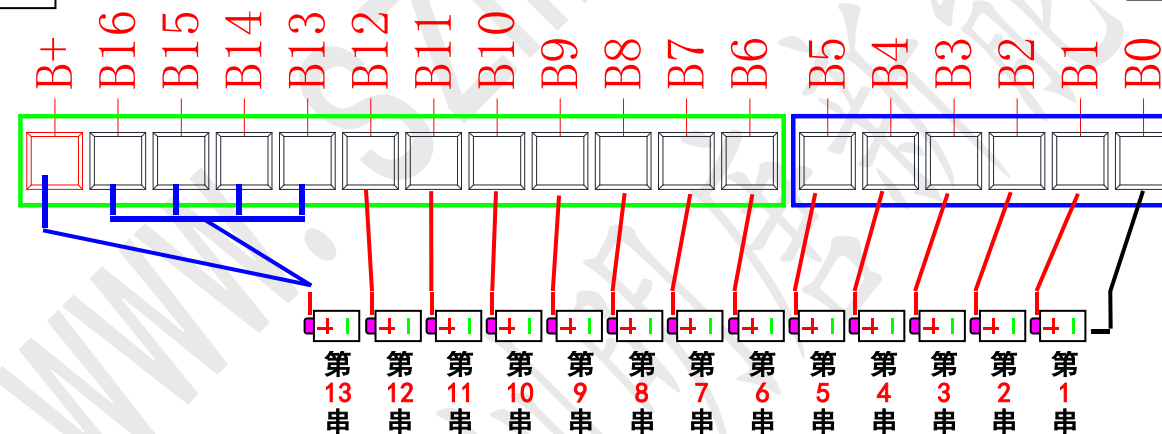 B+ B16 B15 B14 B13 B12 B11 B10 B9 B8 B7 B6 B5 B4 B3 B2 B1 B0
第 第 第 第 第 第 第 第 第 第 第 第 第
13 12 11 10 9 8 7 6 5 4 3 2 1
串 串 串 串 串 串 串 串 串 串 串 串 串